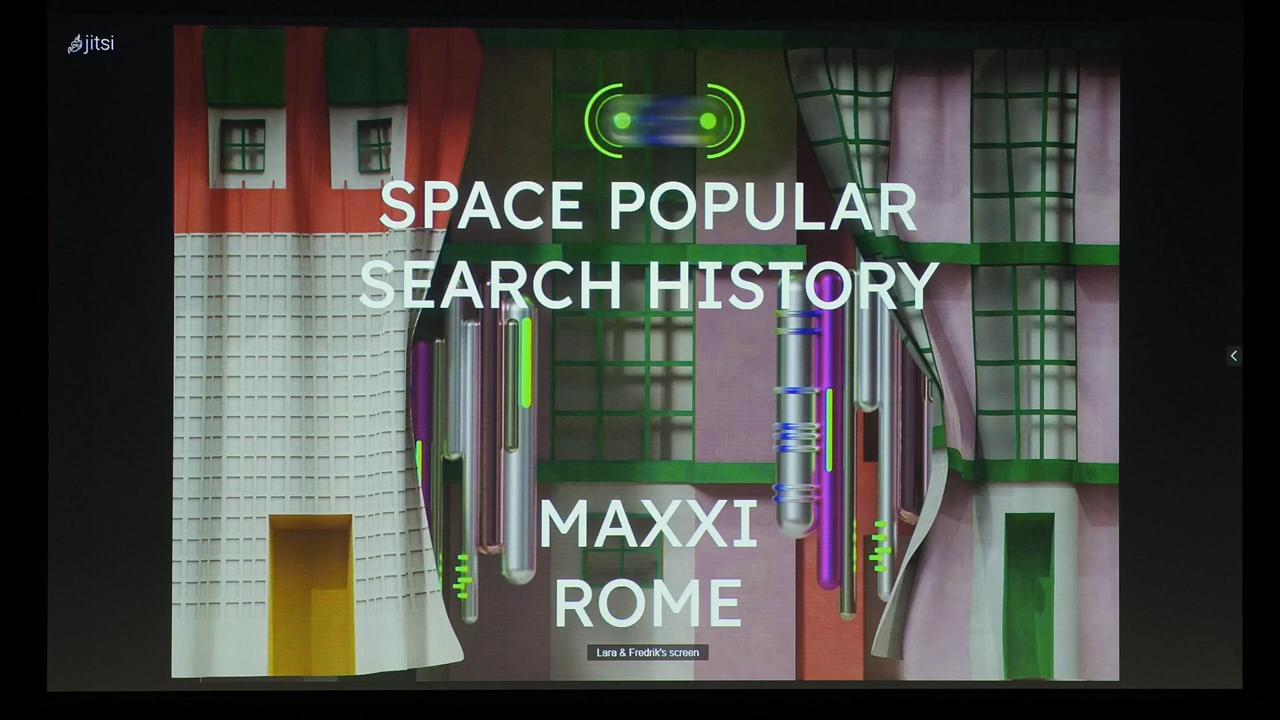 jitsi
SPACE POPULAR
SEARCH HISTORY
MAXXI
ROME
Lara & Fredrik's screen